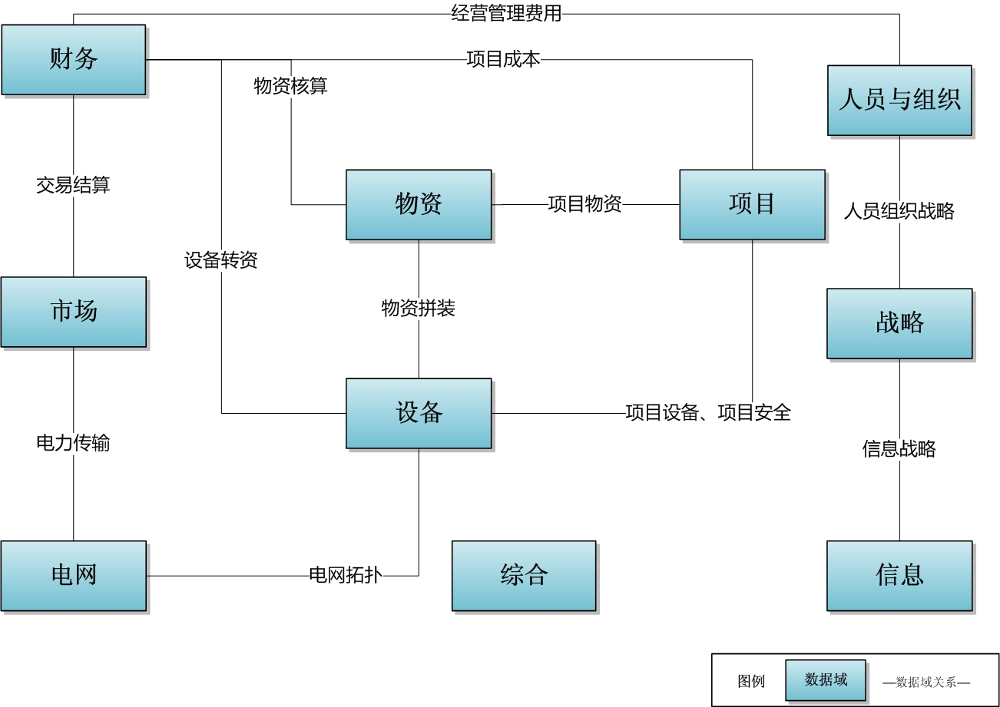 经营管理费用
财务
项目成本
物资核算
人员与组织
交易结算
物资
项目物资
项目
人员组织战略
设备转资
市场
物资拼装
战略
设备
项目设备、项目安全
电力传输
信息战略
电网
电网拓扑
综合
信息
图例
数据域
数据域关系